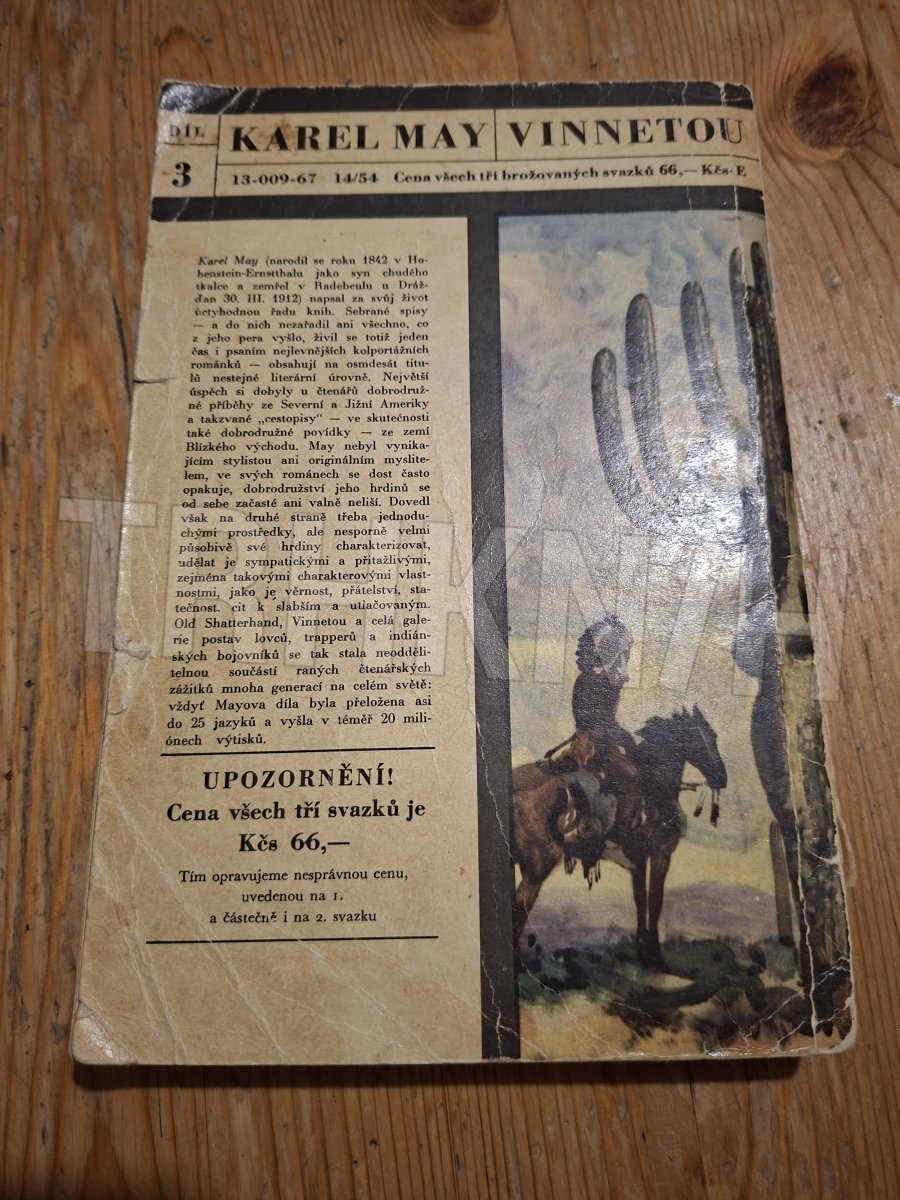 DÍL
3
KAREL MAY VINNETOU
13-009-67 14/54 Cena všech tří brožovaných svazků 66,— Kčs-E
Karel May (narodil se roku 1842 v Ho-
henstein-Ernstthalu jako syn chudého
tkalce a zemřel v Radebeulu u Dráž-
ďan 30. III. 1912) napsal za svůj život
úctyhodnou řadu knih. Sebrané spisy
— a do nich nezařadil ani všechno, co
z jeho pera vyšlo, živil se totiž jeden
čas i psaním nejlevnějších kolportážních
románků — obsahují na osmdesát titu-
lů nestejné literární úrovně. Největší
úspěch si dobyly u čtenářů dobrodruž-
né příběhy ze Severní a Jižní Ameriky
a takzvané „cestopisy" — ve skutečnosti
také dobrodružné povídky — ze zemí
Blízkého východu. May nebyl vynika-
jícím stylistou ani originálním myslite-
lem, ve svých románech se dost často
opakuje, dobrodružství jeho hrdinů se
od sebe začasté ani valně neliší. Dovedl
však na druhé straně třeba jednodu-
chými prostředky, ale nesporně velmi
působivě své hrdiny charakterizovat,
udělat je sympatickými a přitažlivými,
zejména takovými charakterovými vlast-
nostmi, jako je věrnost, přátelství, sta-
tečnost, cit k slabším a utlačovaným.
Old Shatterhand, Vinnetou a celá gale-
rie postav lovců, trapperů a indián-
ských bojovníků se tak stala neodděli-
telnou součástí raných čtenářských
zážitků mnoha generací na celém světě:
vždyť Mayova díla byla přeložena asi
do 25 jazyků a vyšla v téměř 20 mili-
ónech výtisků.
UPOZORNĚNÍ!
Cena všech tří svazků je
Kčs 66,—
Tím opravujeme nesprávnou cenu,
uvedenou na 1.
a částečně i na 2. svazku